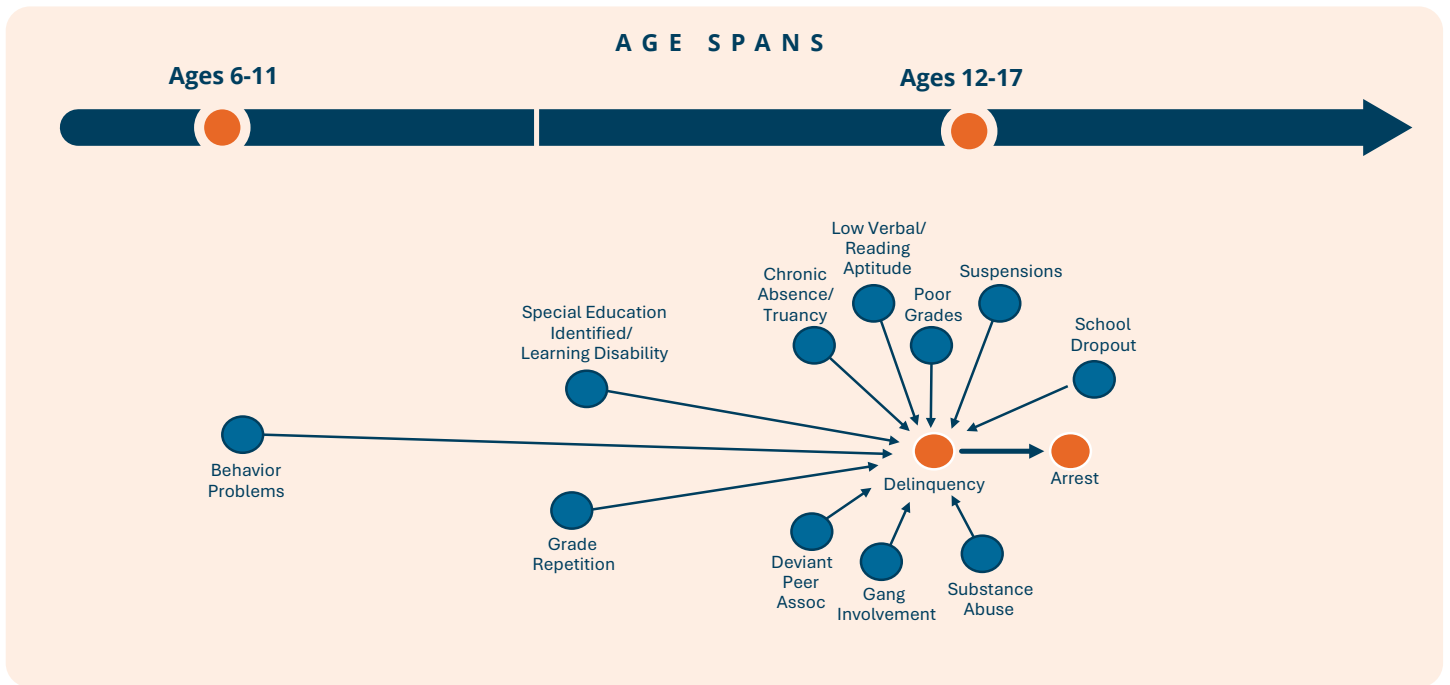 AGE SPANS
Ages 6-11
Ages 12-17
Low Verbal/
Reading
Aptitude
Chronic
Absence/
Truancy
Poor
Grades
Suspensions
School
Dropout
Special Education
Identified/
Learning Disability
Behavior
Problems
Delinquency
Arrest
Grade
Repetition
Deviant
Peer
Assoc
Gang
Involvement
Substance
Abuse